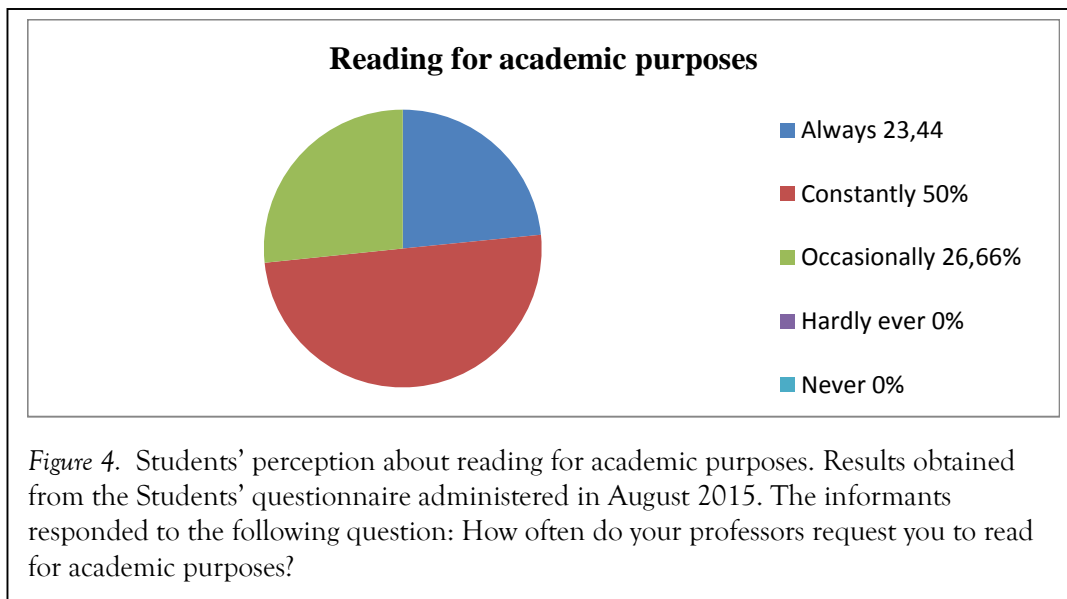 Reading for academic purposes
Always 23,44
Constantly 50%
Occasionally 26,66%
Hardly ever 0%
Never 0%
Figure 4. Students’ perception about reading for academic purposes. Results obtained
from the Students’ questionnaire administered in August 2015. The informants
responded to the following question: How often do your professors request you to read
for academic purposes?